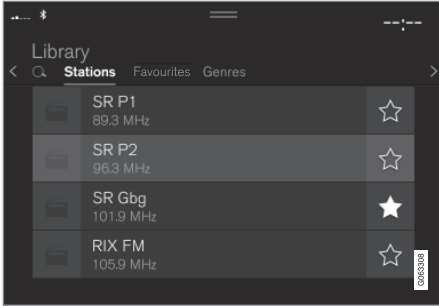 --:--
Library
Stations Favourites Genres
SR P1
89.3 MHz
SR P2
96.3 MHz
SR Gbg
101.9 MHz
RIX FM
105.9 MHz
G063308